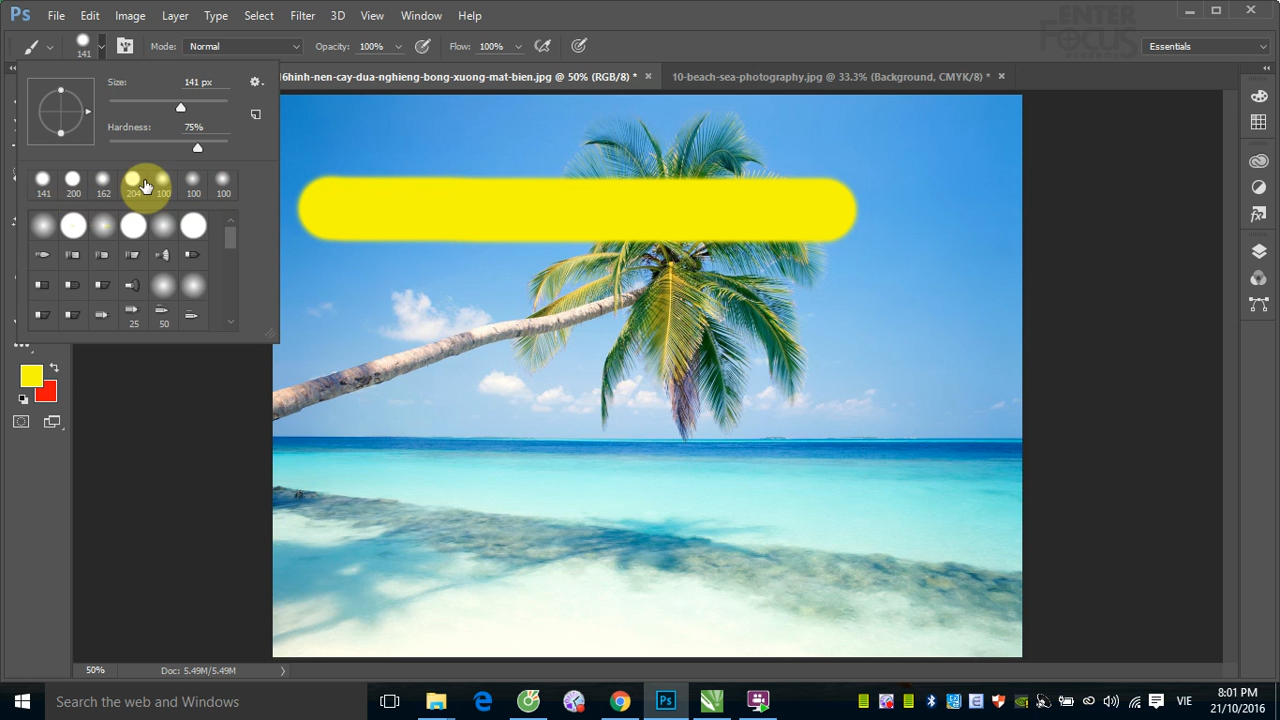 Ps File Edit Image Layer Type Select Filter 3D View Window Help
ENTER
FOCUS
141 Mode: Normal Opacity: 100% Flow: 100% Essentials
16hinh-nen-cay-dua-nghieng-bong-xuong-mat-bien.jpg @ 50% (RGB/8) * × 10-beach-sea-photography.jpg @ 33.3% (Background, CMYK/8) * ×
Size: 141 px
Hardness: 75%
141 200 162 204 100 100 100
25 50
50% Doc: 5.49M/5.49M
Search the web and Windows
Ps
VIE
8:01 PM
21/10/2016